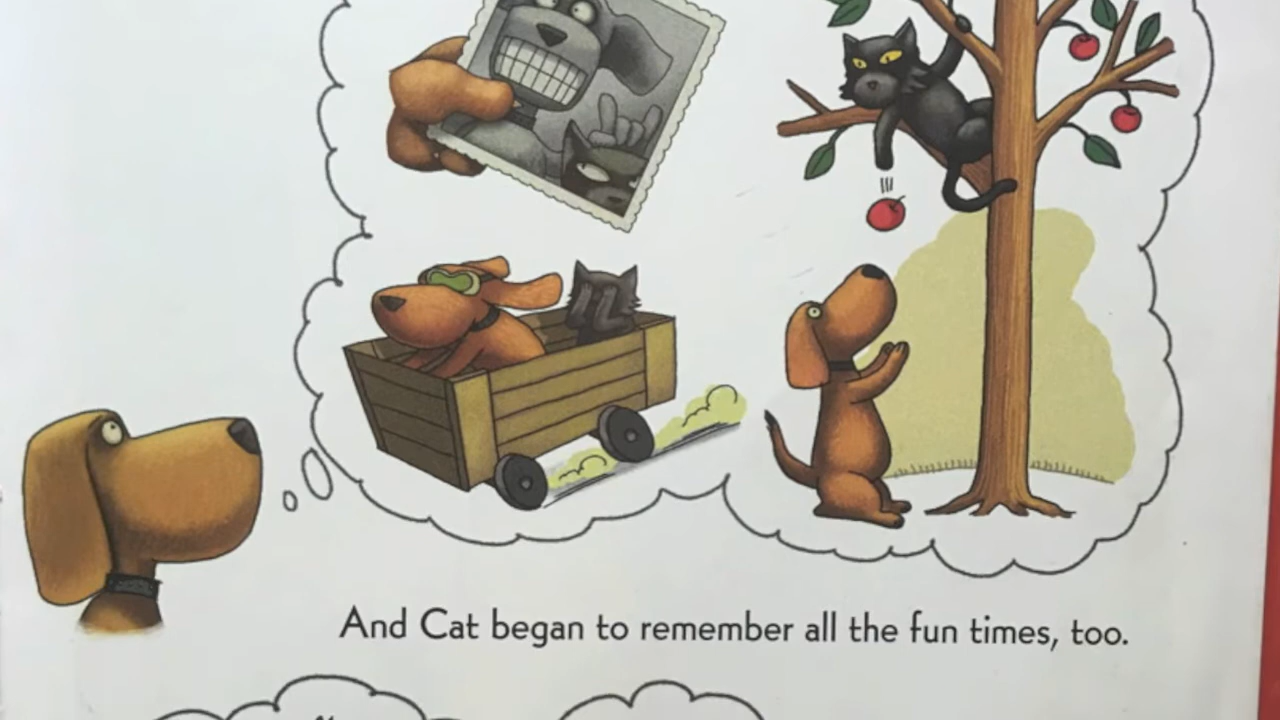 And Cat began to remember all the fun times, too.